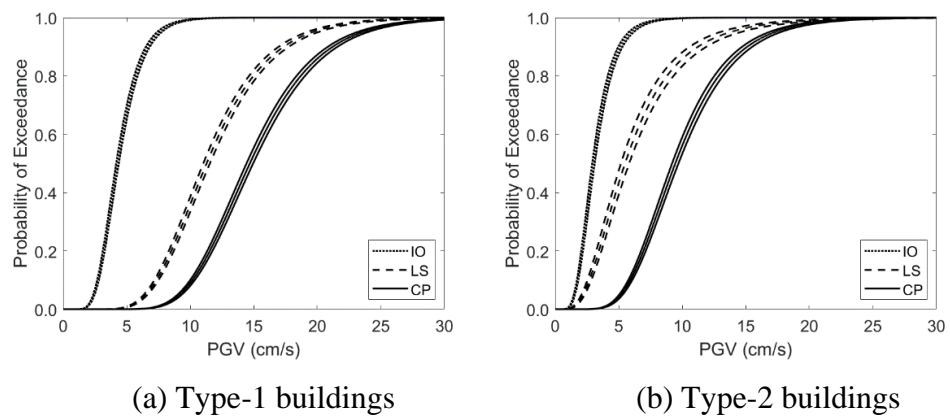 1.0
0.8
0.6
0.4
0.2
0.0
Probability of Exceedance
0 5 10 15 20 25 30
PGV (cm/s)
IO
LS
CP
(a) Type-1 buildings
1.0
0.8
0.6
0.4
0.2
0.0
Probability of Exceedance
0 5 10 15 20 25 30
PGV (cm/s)
IO
LS
CP
(b) Type-2 buildings